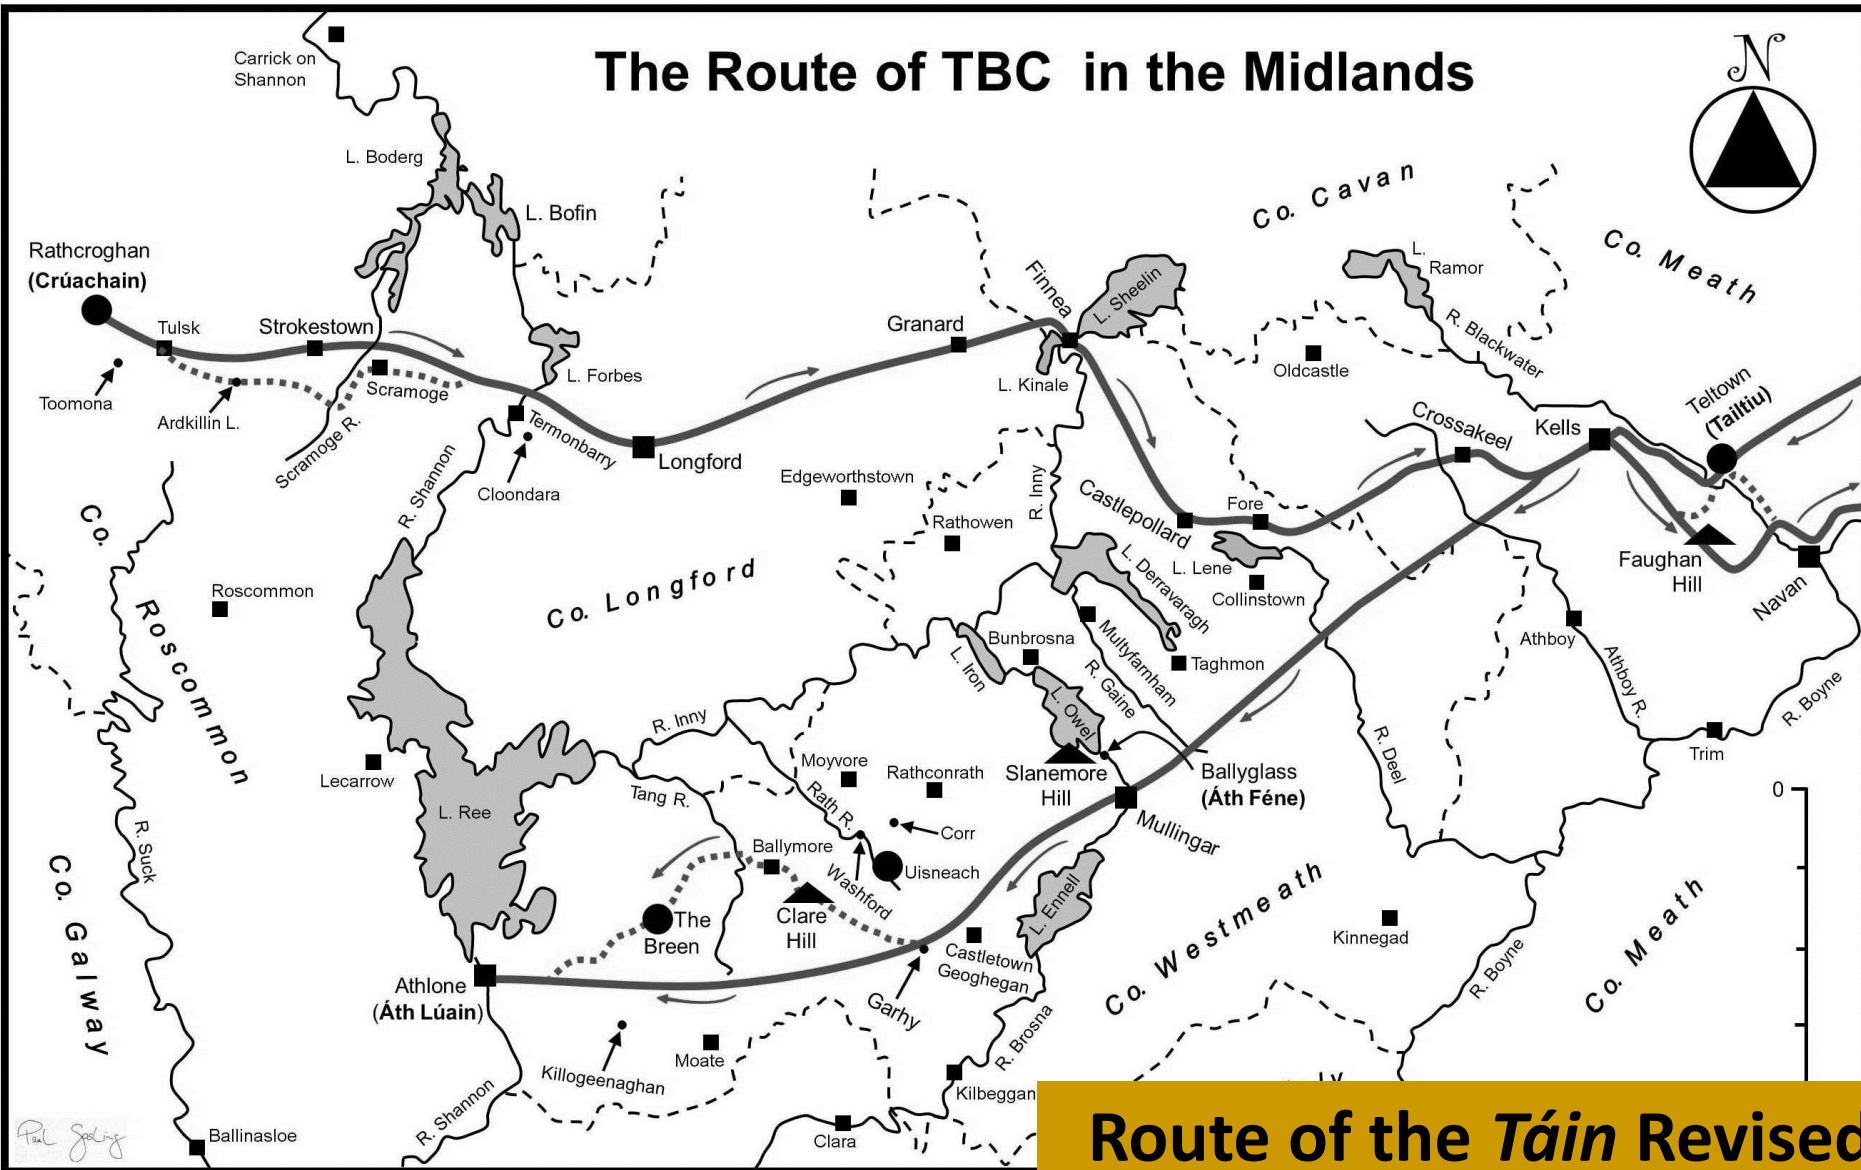 The Route of TBC in the Midlands
N
Carrick on
Shannon
L. Boderg
L. Bofin
Co. Cavan
Co. Meath
L.
Ramor
R. Blackwater
Rathcroghan
(Crúachain)
Tulsk
Strokestown
Toomona
Ardkillin L.
Scramoge
Scramoge R.
L. Forbes
Termonbarry
Cloondara
R. Shannon
Longford
Granard
Finnea
L. Sheelin
L. Kinale
Oldcastle
Edgeworthstown
Rathowen
R. Inny
Castlepollard
Fore
Crossakeel
Kells
Teltown
(Tailtiu)
Faughan
Hill
Navan
Co. Roscommon
Roscommon
Co. Longford
L. Derravaragh
L. Lene
Collinstown
Athboy
Athboy R.
R. Boyne
Trim
Bunbrosna
L. Iron
Multyfarnham
R. Gaine
Taghmon
L. Owel
Slanemore
Hill
Ballyglass
(Áth Féne)
Mullingar
R. Deel
Lecarrow
L. Ree
R. Inny
Tang R.
Moyvore
Rathconrath
Rath R.
Corr
Washford
Uisneach
Ballymore
Clare
Hill
The
Breen
L. Ennell
Castletown
Geoghegan
Garhy
Co. Westmeath
Kinnegad
R. Boyne
Co. Meath
0
R. Suck
Co. Galway
Athlone
(Áth Lúain)
Killogeenaghan
Moate
R. Brosna
Kilbeggan
R. Shannon
Clara
Ballinasloe
Paul Gosling
Route of the Táin Revised